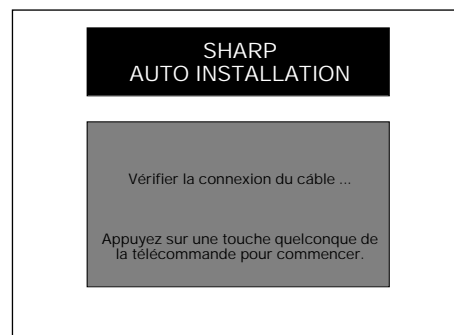 SHARP
AUTO INSTALLATION
Vérifier la connexion du câble ...
Appuyez sur une touche quelconque de
la télécommande pour commencer.